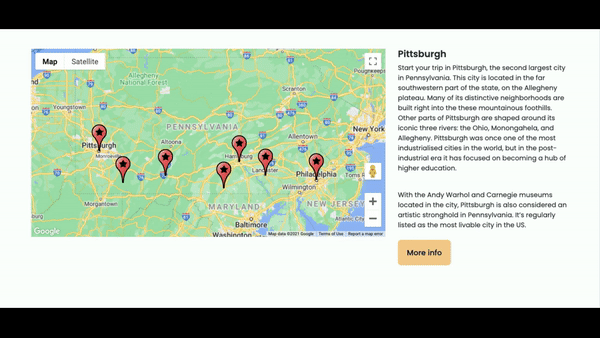 Map Satellite
Allegheny
National Forest
Poughkeepsie
Scranton
Youngstown
New York
PENNSYLVANIA
Allentown
Altoona
Pittsburgh
Lancaster
Philadelphia
Wilmington
Morgantown
MARYLAND
NEW JERSEY
Baltimore
Atlantic City
Washington
Google
Map data ©2021 Google Terms of Use Report a map error
Pittsburgh
Start your trip in Pittsburgh, the second largest city
in Pennsylvania. This city is located in the far
southwestern part of the state, on the Allegheny
plateau. Many of its distinctive neighborhoods are
built right into the these mountainous foothills.
Other parts of Pittsburgh are shaped around its
iconic three rivers: the Ohio, Monongahela, and
Allegheny. Pittsburgh was once one of the most
industrialised cities in the world, but in the post-
industrial era it has focused on becoming a hub of
higher education.
With the Andy Warhol and Carnegie museums
located in the city, Pittsburgh is also considered an
artistic stronghold in Pennsylvania. It's regularly
listed as the most livable city in the US.
More info